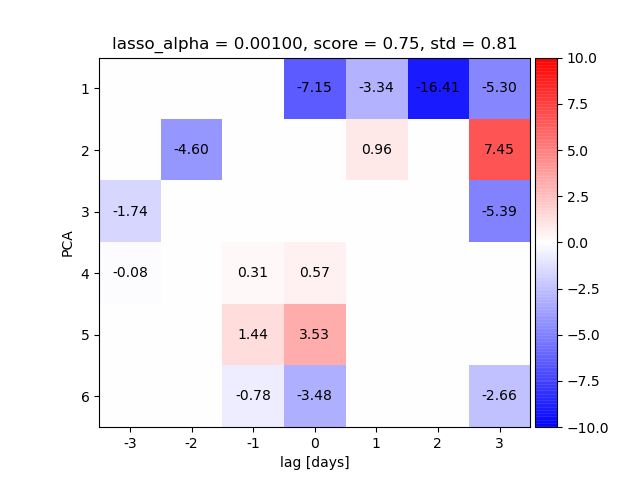 lasso_alpha = 0.00100, score = 0.75, std = 0.81
1 -7.15 -3.34 -16.41 -5.30
2 -4.60 0.96 7.45
3 -1.74 -5.39
4 -0.08 0.31 0.57
5 1.44 3.53
6 -0.78 -3.48 -2.66
PCA
-3 -2 -1 0 1 2 3
lag [days]
10.0
7.5
5.0
2.5
0.0
−2.5
−5.0
−7.5
−10.0